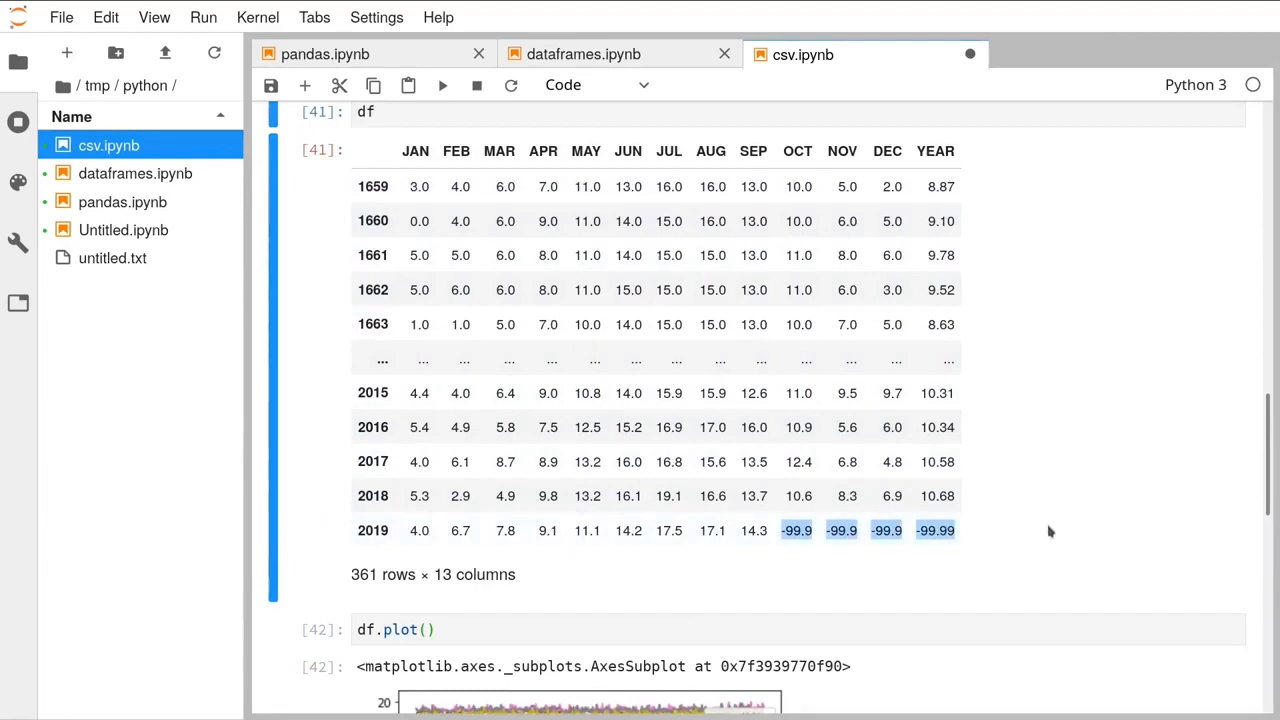 File Edit View Run Kernel Tabs Settings Help
pandas.ipynb dataframes.ipynb csv.ipynb
/ tmp / python /
Code Python 3
Name
csv.ipynb
dataframes.ipynb
pandas.ipynb
Untitled.ipynb
untitled.txt
[41]: df
[41]: JAN FEB MAR APR MAY JUN JUL AUG SEP OCT NOV DEC YEAR
1659 3.0 4.0 6.0 7.0 11.0 13.0 16.0 16.0 13.0 10.0 5.0 2.0 8.87
1660 0.0 4.0 6.0 9.0 11.0 14.0 15.0 16.0 13.0 10.0 6.0 5.0 9.10
1661 5.0 5.0 6.0 8.0 11.0 14.0 15.0 15.0 13.0 11.0 8.0 6.0 9.78
1662 5.0 6.0 6.0 8.0 11.0 15.0 15.0 15.0 13.0 11.0 6.0 3.0 9.52
1663 1.0 1.0 5.0 7.0 10.0 14.0 15.0 15.0 13.0 10.0 7.0 5.0 8.63
... ... ... ... ... ... ... ... ... ... ... ... ... ...
2015 4.4 4.0 6.4 9.0 10.8 14.0 15.9 15.9 12.6 11.0 9.5 9.7 10.31
2016 5.4 4.9 5.8 7.5 12.5 15.2 16.9 17.0 16.0 10.9 5.6 6.0 10.34
2017 4.0 6.1 8.7 8.9 13.2 16.0 16.8 15.6 13.5 12.4 6.8 4.8 10.58
2018 5.3 2.9 4.9 9.8 13.2 16.1 19.1 16.6 13.7 10.6 8.3 6.9 10.68
2019 4.0 6.7 7.8 9.1 11.1 14.2 17.5 17.1 14.3 -99.9 -99.9 -99.9 -99.99
361 rows × 13 columns
[42]: df.plot()
[42]: <matplotlib.axes._subplots.AxesSubplot at 0x7f3939770f90>
20